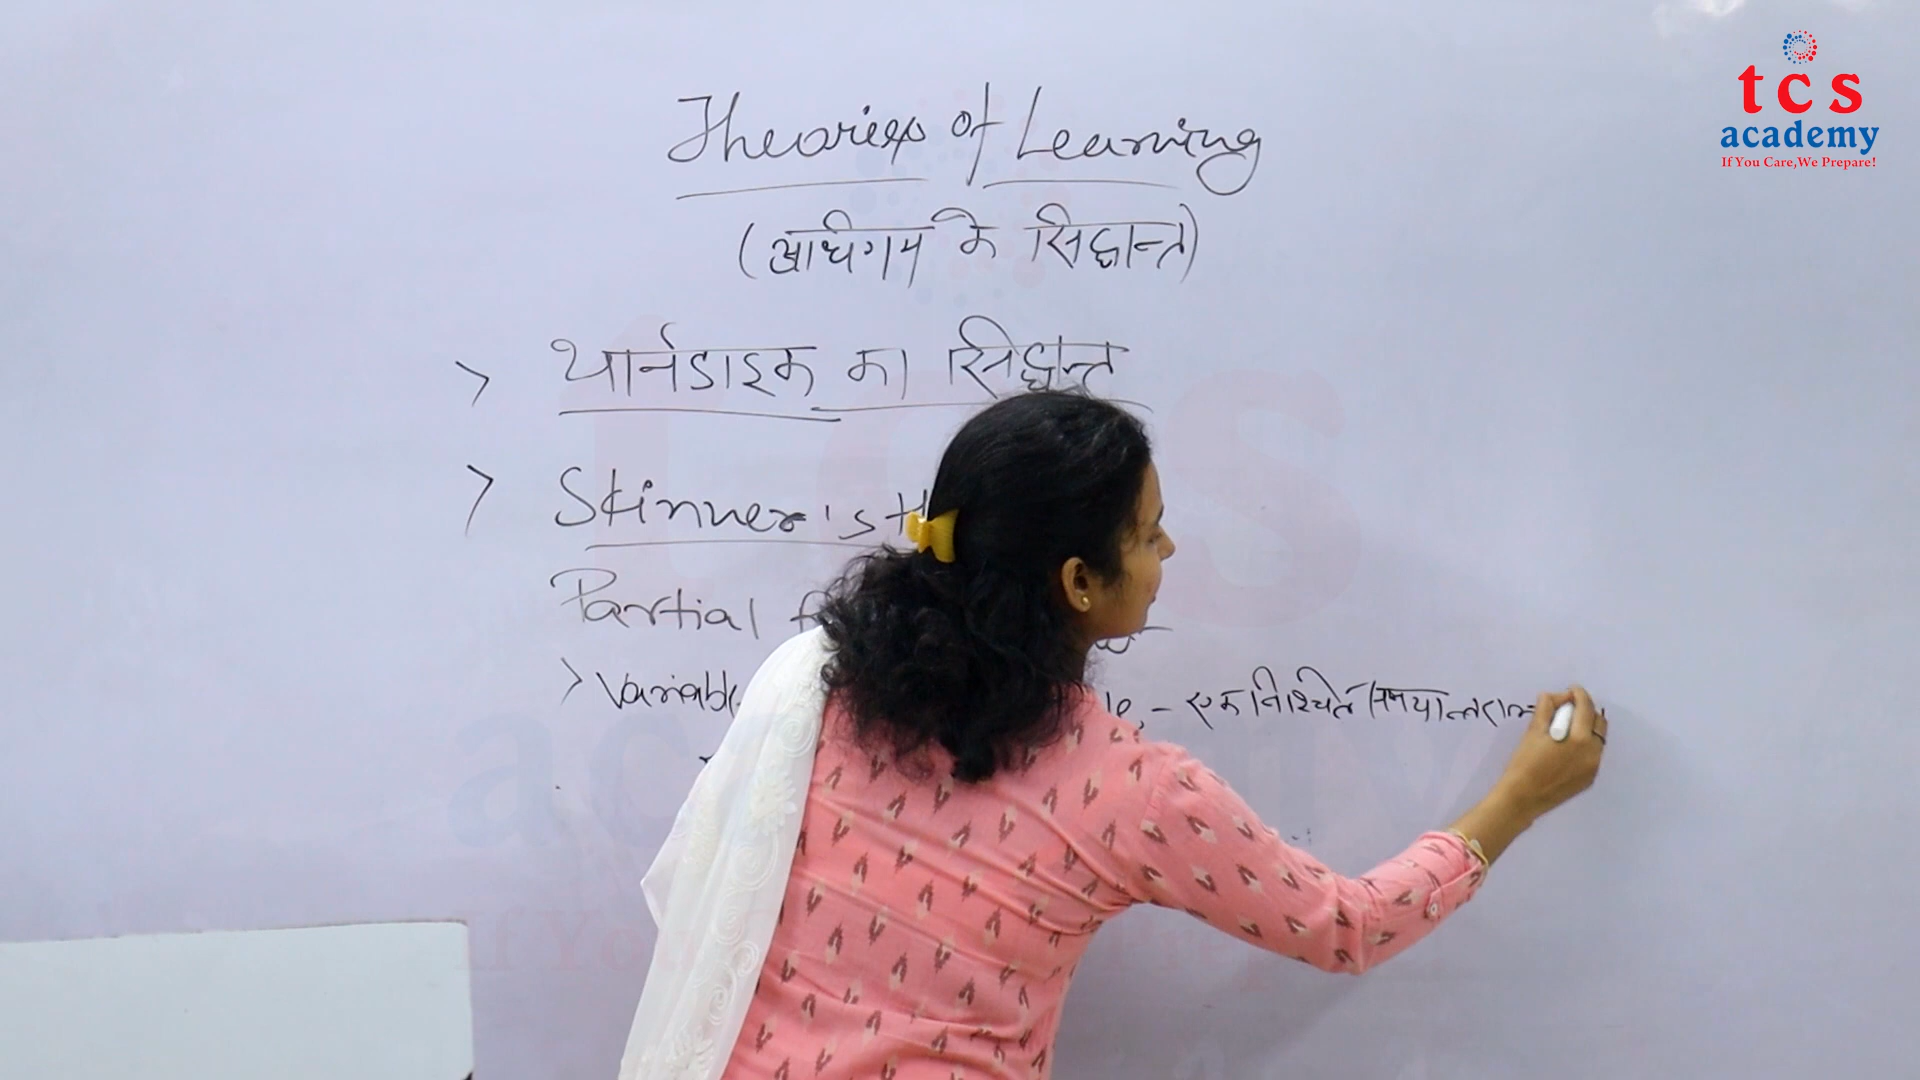 tcs
academy
If You Care,We Prepare!
Theories of Learning
(अधिगम के सिद्धान्त)
> थार्नडाइक का सिद्धान्त
> Skinner's
Partial
> Variable - एक निश्चित समयान्तराल